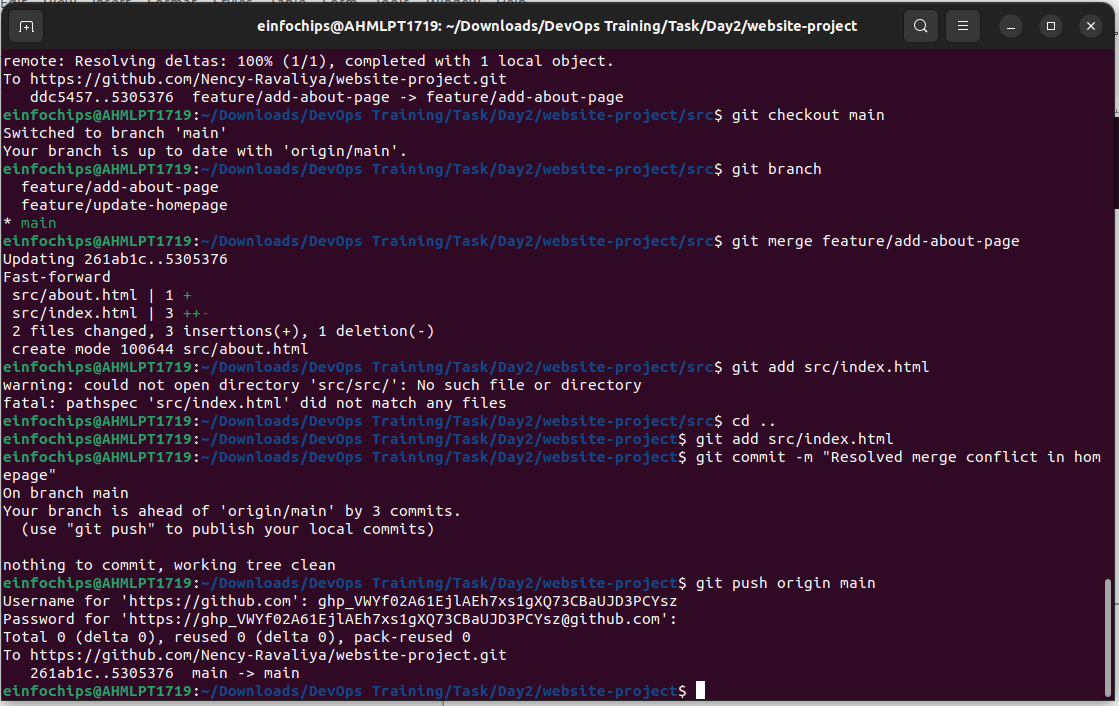 einfochips@AHMLPT1719: ~/Downloads/DevOps Training/Task/Day2/website-project
remote: Resolving deltas: 100% (1/1), completed with 1 local object.
To https://github.com/Nency-Ravaliya/website-project.git
   ddc5457..5305376  feature/add-about-page -> feature/add-about-page
einfochips@AHMLPT1719:~/Downloads/DevOps Training/Task/Day2/website-project/src$ git checkout main
Switched to branch 'main'
Your branch is up to date with 'origin/main'.
einfochips@AHMLPT1719:~/Downloads/DevOps Training/Task/Day2/website-project/src$ git branch
  feature/add-about-page
  feature/update-homepage
* main
einfochips@AHMLPT1719:~/Downloads/DevOps Training/Task/Day2/website-project/src$ git merge feature/add-about-page
Updating 261ab1c..5305376
Fast-forward
 src/about.html | 1 +
 src/index.html | 3 ++-
 2 files changed, 3 insertions(+), 1 deletion(-)
 create mode 100644 src/about.html
einfochips@AHMLPT1719:~/Downloads/DevOps Training/Task/Day2/website-project/src$ git add src/index.html
warning: could not open directory 'src/src/': No such file or directory
fatal: pathspec 'src/index.html' did not match any files
einfochips@AHMLPT1719:~/Downloads/DevOps Training/Task/Day2/website-project/src$ cd ..
einfochips@AHMLPT1719:~/Downloads/DevOps Training/Task/Day2/website-project$ git add src/index.html
einfochips@AHMLPT1719:~/Downloads/DevOps Training/Task/Day2/website-project$ git commit -m "Resolved merge conflict in hom
epage"
On branch main
Your branch is ahead of 'origin/main' by 3 commits.
  (use "git push" to publish your local commits)

nothing to commit, working tree clean
einfochips@AHMLPT1719:~/Downloads/DevOps Training/Task/Day2/website-project$ git push origin main
Username for 'https://github.com': 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
Password for 'https://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@github.com':
Total 0 (delta 0), reused 0 (delta 0), pack-reused 0
To https://github.com/Nency-Ravaliya/website-project.git
   261ab1c..5305376  main -> main
einfochips@AHMLPT1719:~/Downloads/DevOps Training/Task/Day2/website-project$